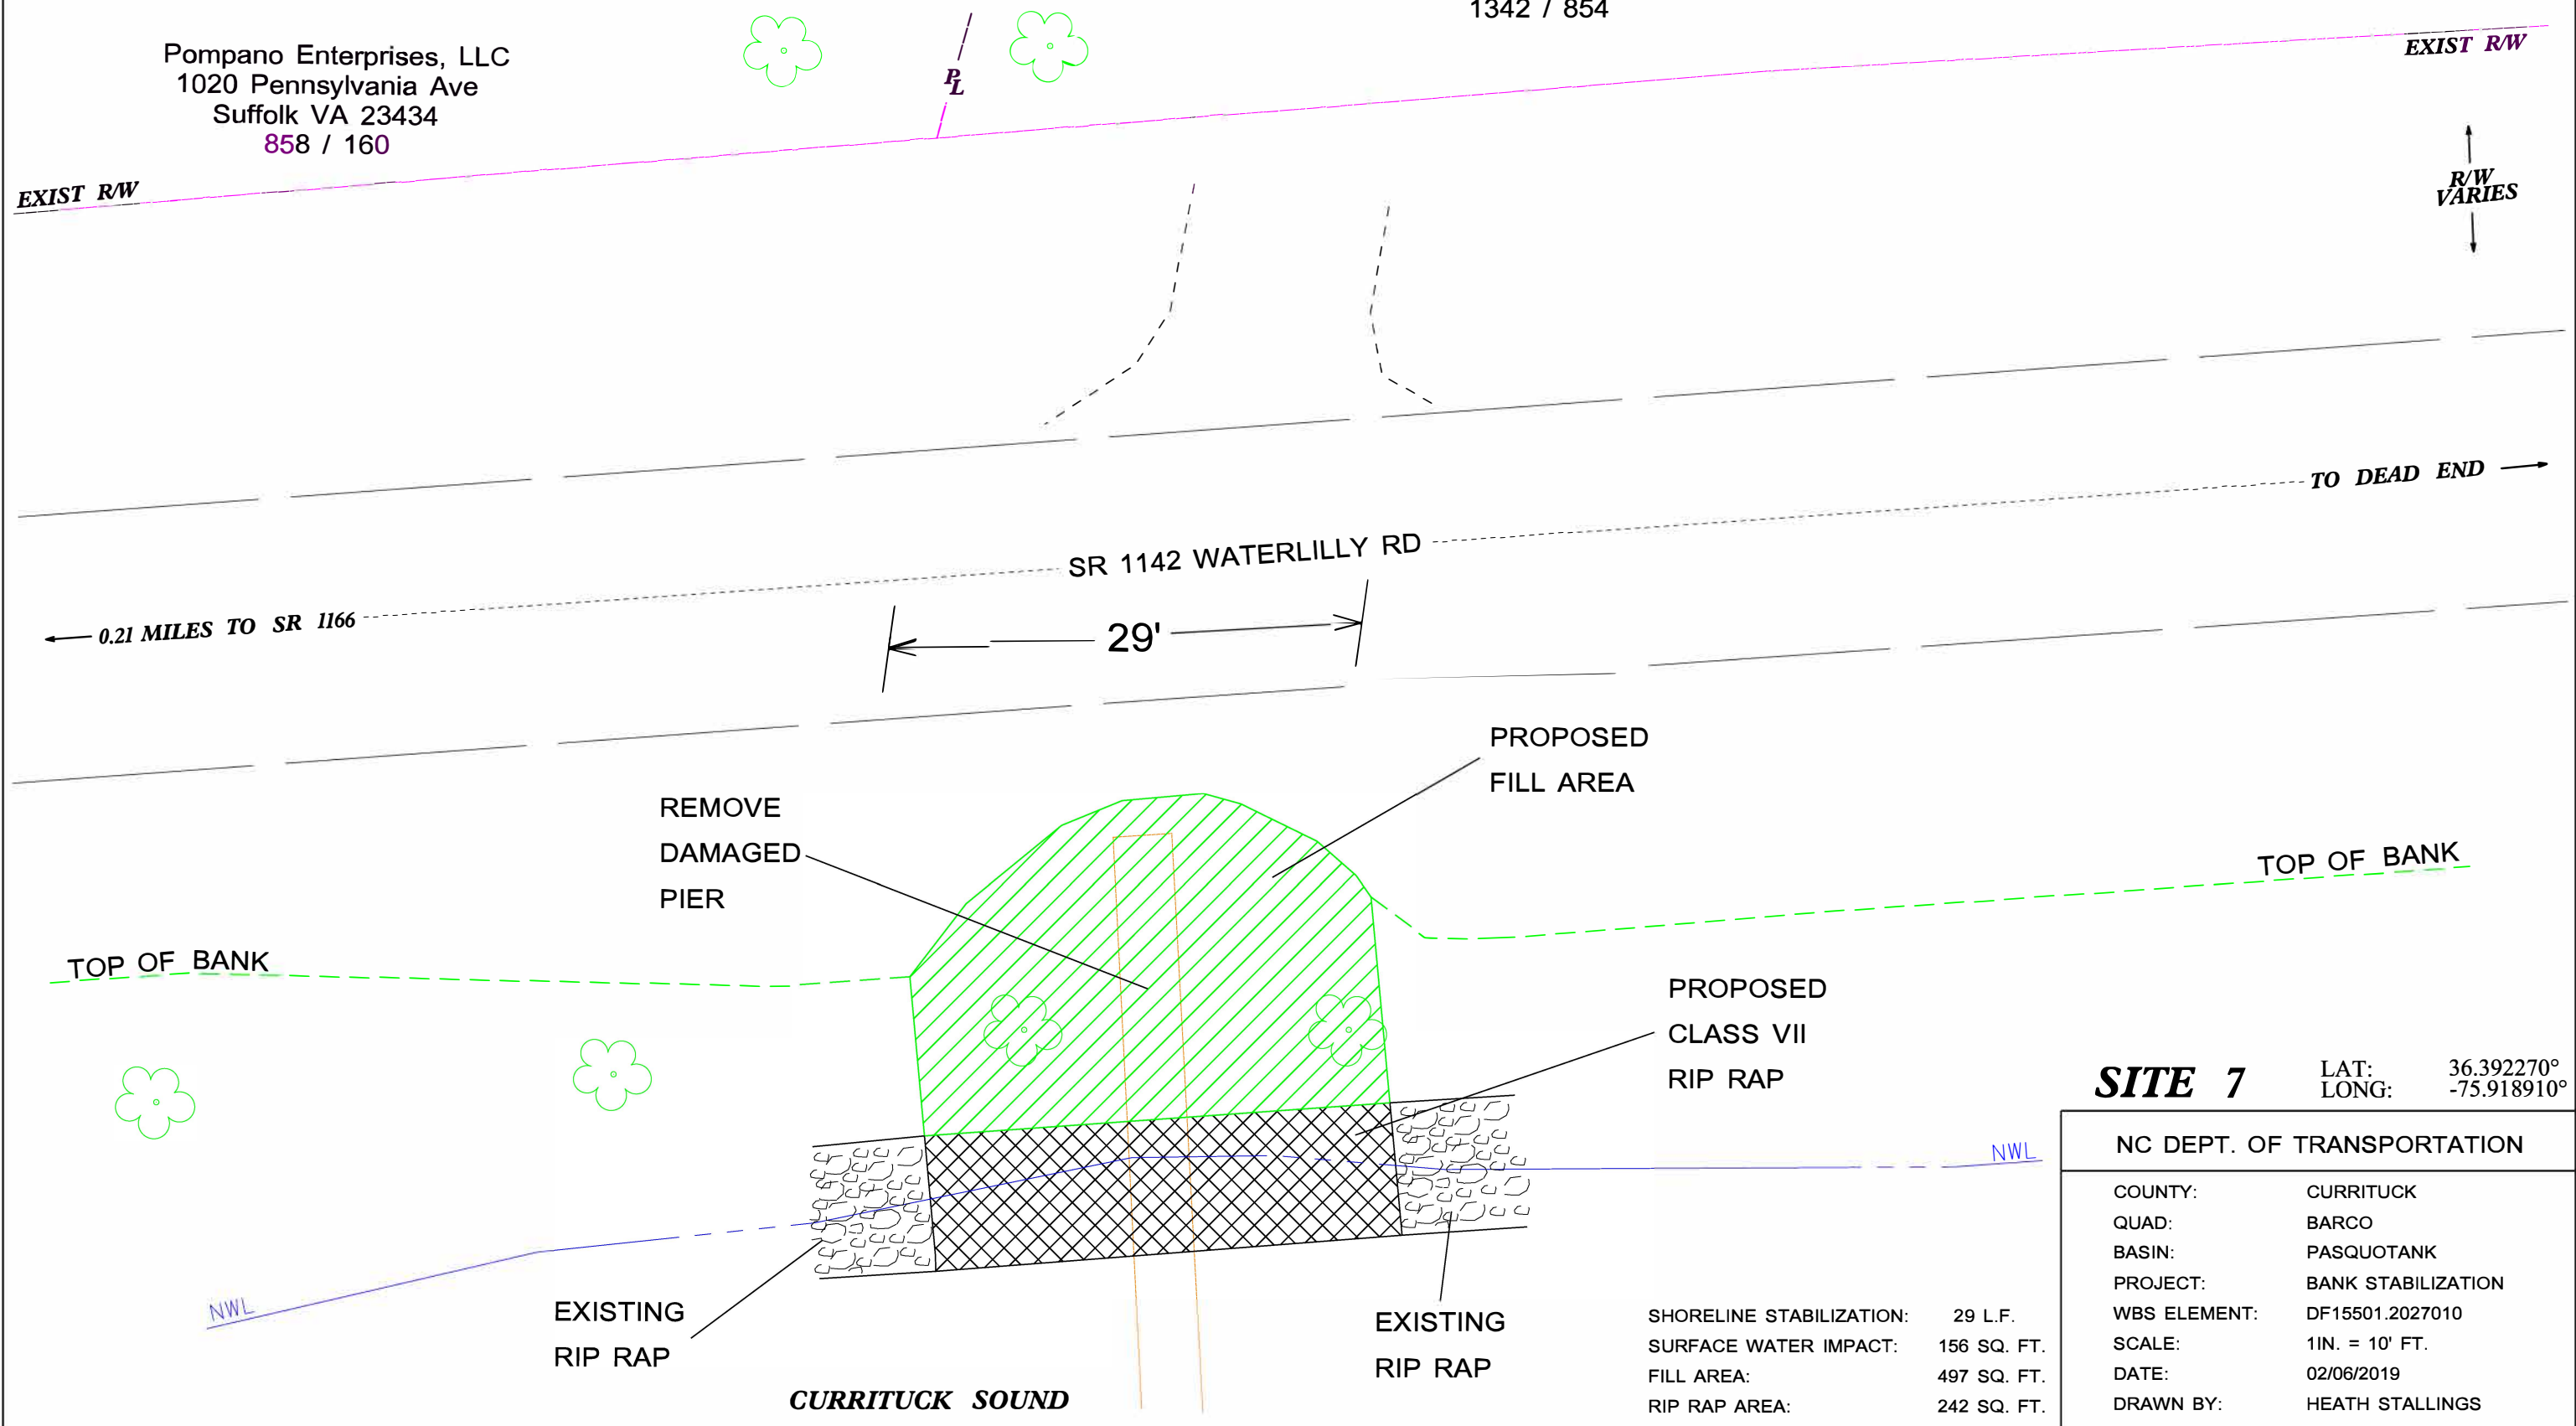 1342 / 854
Pompano Enterprises, LLC
1020 Pennsylvania Ave
Suffolk VA 23434
858 / 160
PL
EXIST R/W
EXIST R/W
R/W
VARIES
TO DEAD END
SR 1142 WATERLILLY RD
0.21 MILES TO SR 1166
29'
PROPOSED
FILL AREA
REMOVE
DAMAGED
PIER
TOP OF BANK
TOP OF BANK
PROPOSED
CLASS VII
RIP RAP
NWL
NWL
EXISTING
RIP RAP
EXISTING
RIP RAP
CURRITUCK SOUND
SHORELINE STABILIZATION: 29 L.F.
SURFACE WATER IMPACT: 156 SQ. FT.
FILL AREA: 497 SQ. FT.
RIP RAP AREA: 242 SQ. FT.
SITE 7
LAT: 36.392270°
LONG: -75.918910°
NC DEPT. OF TRANSPORTATION
COUNTY: CURRITUCK
QUAD: BARCO
BASIN: PASQUOTANK
PROJECT: BANK STABILIZATION
WBS ELEMENT: DF15501.2027010
SCALE: 1IN. = 10' FT.
DATE: 02/06/2019
DRAWN BY: HEATH STALLINGS